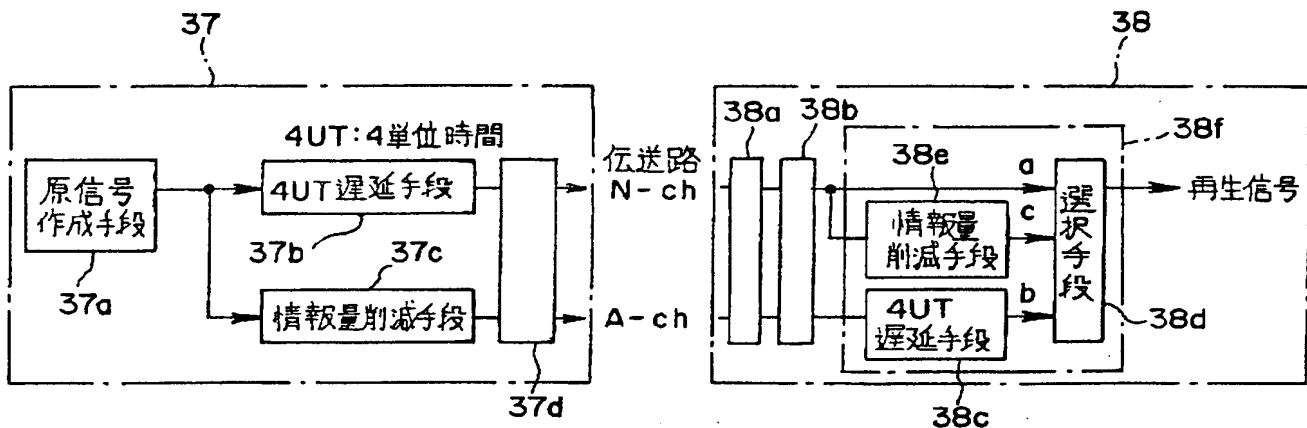 37
38
4UT:4単位時間
原信号
作成手段
37a
4UT遅延手段
37b
37c
情報量削減手段
37d
伝送路
N-ch
A-ch
38a
38b
38e
38f
a
情報量
削減手段
c
4UT
遅延手段
b
38c
選択手段
38d
再生信号